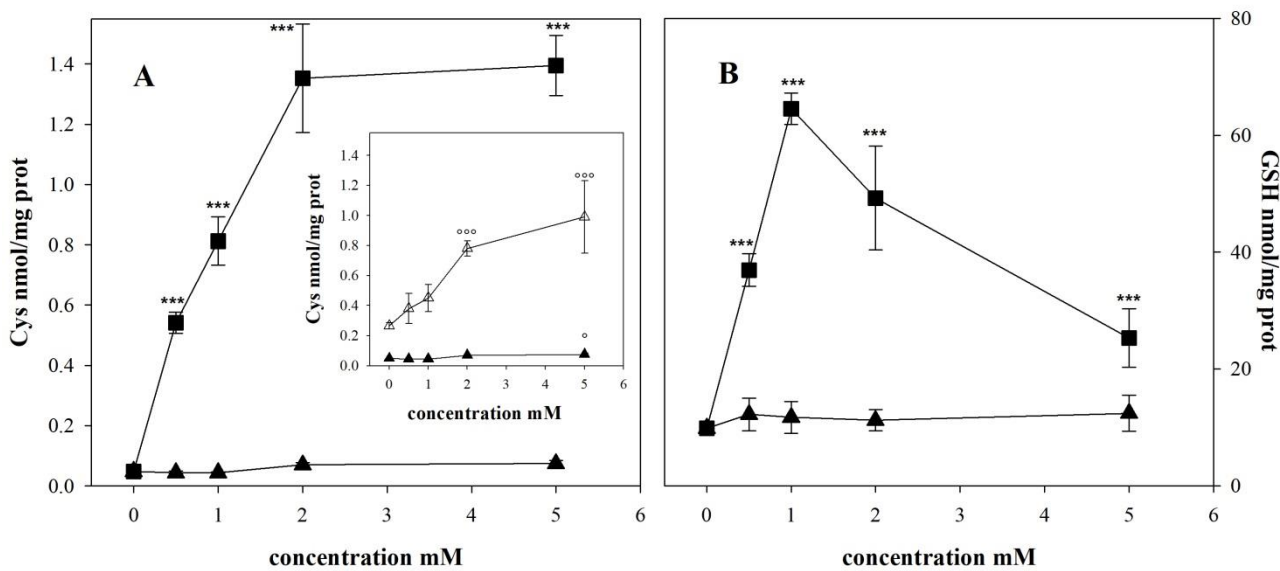 A
Cys nmol/mg prot
1.4
1.2
1.0
0.8
0.6
0.4
0.2
0.0
***
***
***
***
0 1 2 3 4 5 6
concentration mM
Cys nmol/mg prot
1.4
1.2
1.0
0.8
0.6
0.4
0.2
0.0
°°°
°°°
°
0 1 2 3 4 5 6
concentration mM
B
***
***
***
***
80
60
40
20
0
GSH nmol/mg prot
0 1 2 3 4 5 6
concentration mM